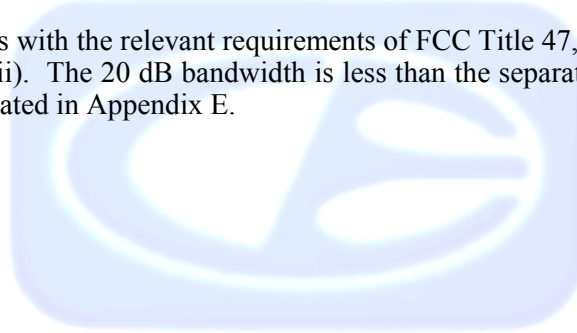 s with the relevant requirements of FCC Title 47,
ii). The 20 dB bandwidth is less than the separat
ated in Appendix E.